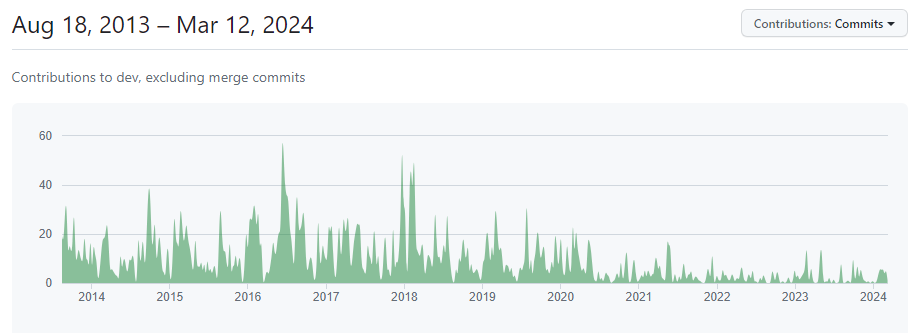 Aug 18, 2013 – Mar 12, 2024
Contributions: Commits
Contributions to dev, excluding merge commits
60
40
20
0
2014 2015 2016 2017 2018 2019 2020 2021 2022 2023 2024